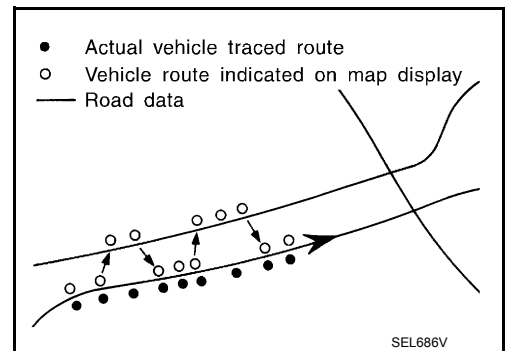 Actual vehicle traced route
Vehicle route indicated on map display
Road data
SEL686V